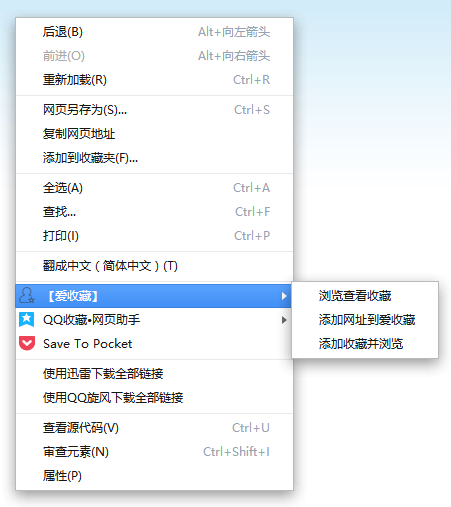 后退(B) Alt+向左箭头
前进(O) Alt+向右箭头
重新加载(R) Ctrl+R
网页另存为(S)... Ctrl+S
复制网页地址
添加到收藏夹(F)...
全选(A) Ctrl+A
查找... Ctrl+F
打印(I) Ctrl+P
翻成中文（简体中文）(T)
【爱收藏】
QQ收藏•网页助手
Save To Pocket
使用迅雷下载全部链接
使用QQ旋风下载全部链接
查看源代码(V) Ctrl+U
审查元素(N) Ctrl+Shift+I
属性(P)
浏览查看收藏
添加网址到爱收藏
添加收藏并浏览